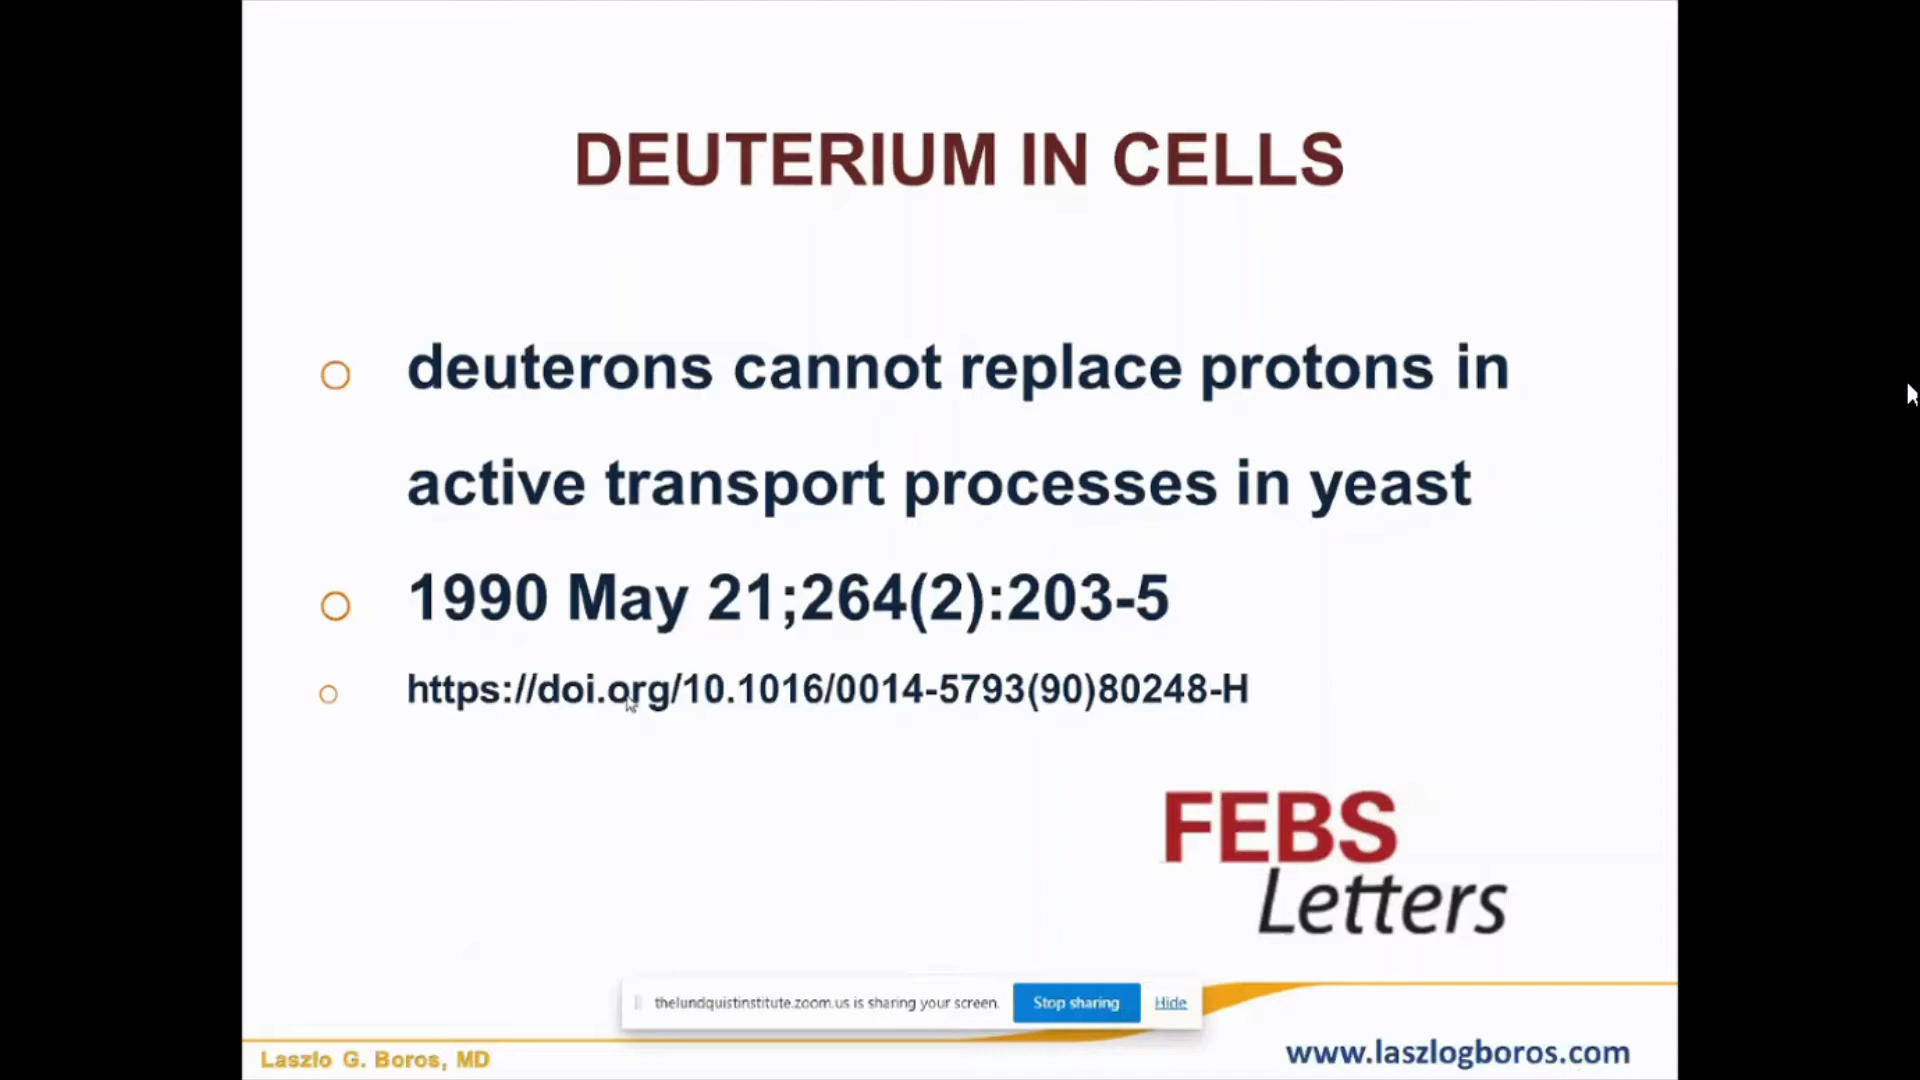 DEUTERIUM IN CELLS
deuterons cannot replace protons in
active transport processes in yeast
1990 May 21;264(2):203-5
https://doi.org/10.1016/0014-5793(90)80248-H
FEBS
Letters
thelundquistinstitute.zoom.us is sharing your screen. Stop sharing Hide
Laszlo G. Boros, MD
www.laszlogboros.com